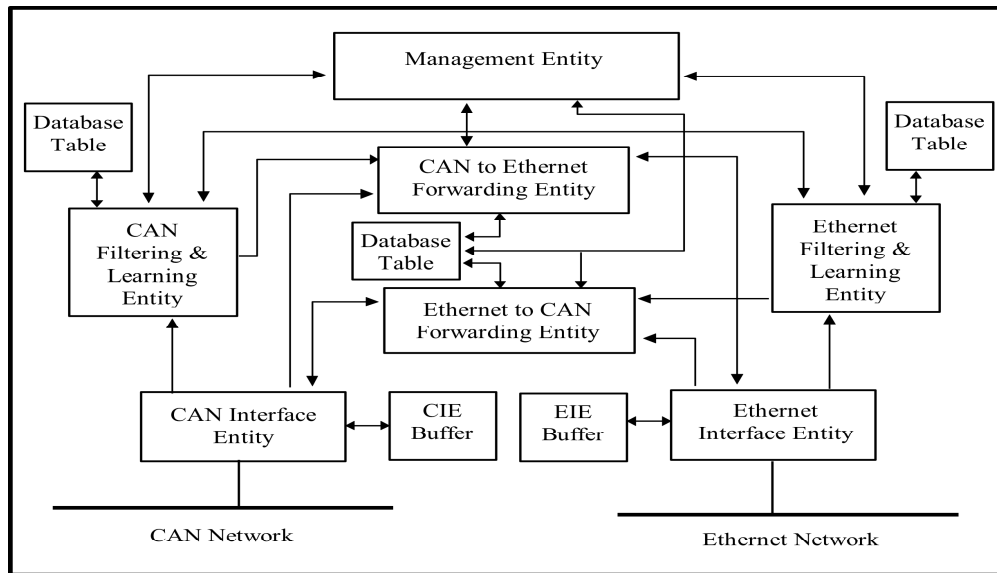 Management Entity
Database
Table
Database
Table
CAN to Ethernet
Forwarding Entity
CAN
Filtering &
Learning
Entity
Database
Table
Ethernet
Filtering &
Learning
Entity
Ethernet to CAN
Forwarding Entity
CAN Interface
Entity
CIE
Buffer
EIE
Buffer
Ethernet
Interface Entity
CAN Network
Ethernet Network